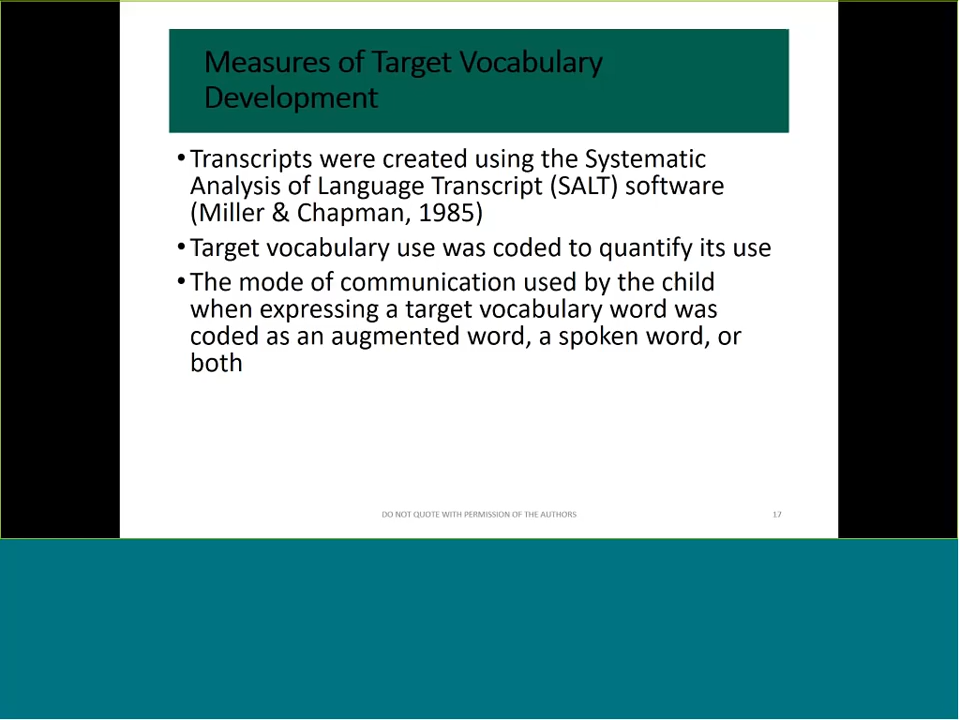 Measures of Target Vocabulary
Development
• Transcripts were created using the Systematic
Analysis of Language Transcript (SALT) software
(Miller & Chapman, 1985)
• Target vocabulary use was coded to quantify its use
• The mode of communication used by the child
when expressing a target vocabulary word was
coded as an augmented word, a spoken word, or
both
DO NOT QUOTE WITH PERMISSION OF THE AUTHORS
17